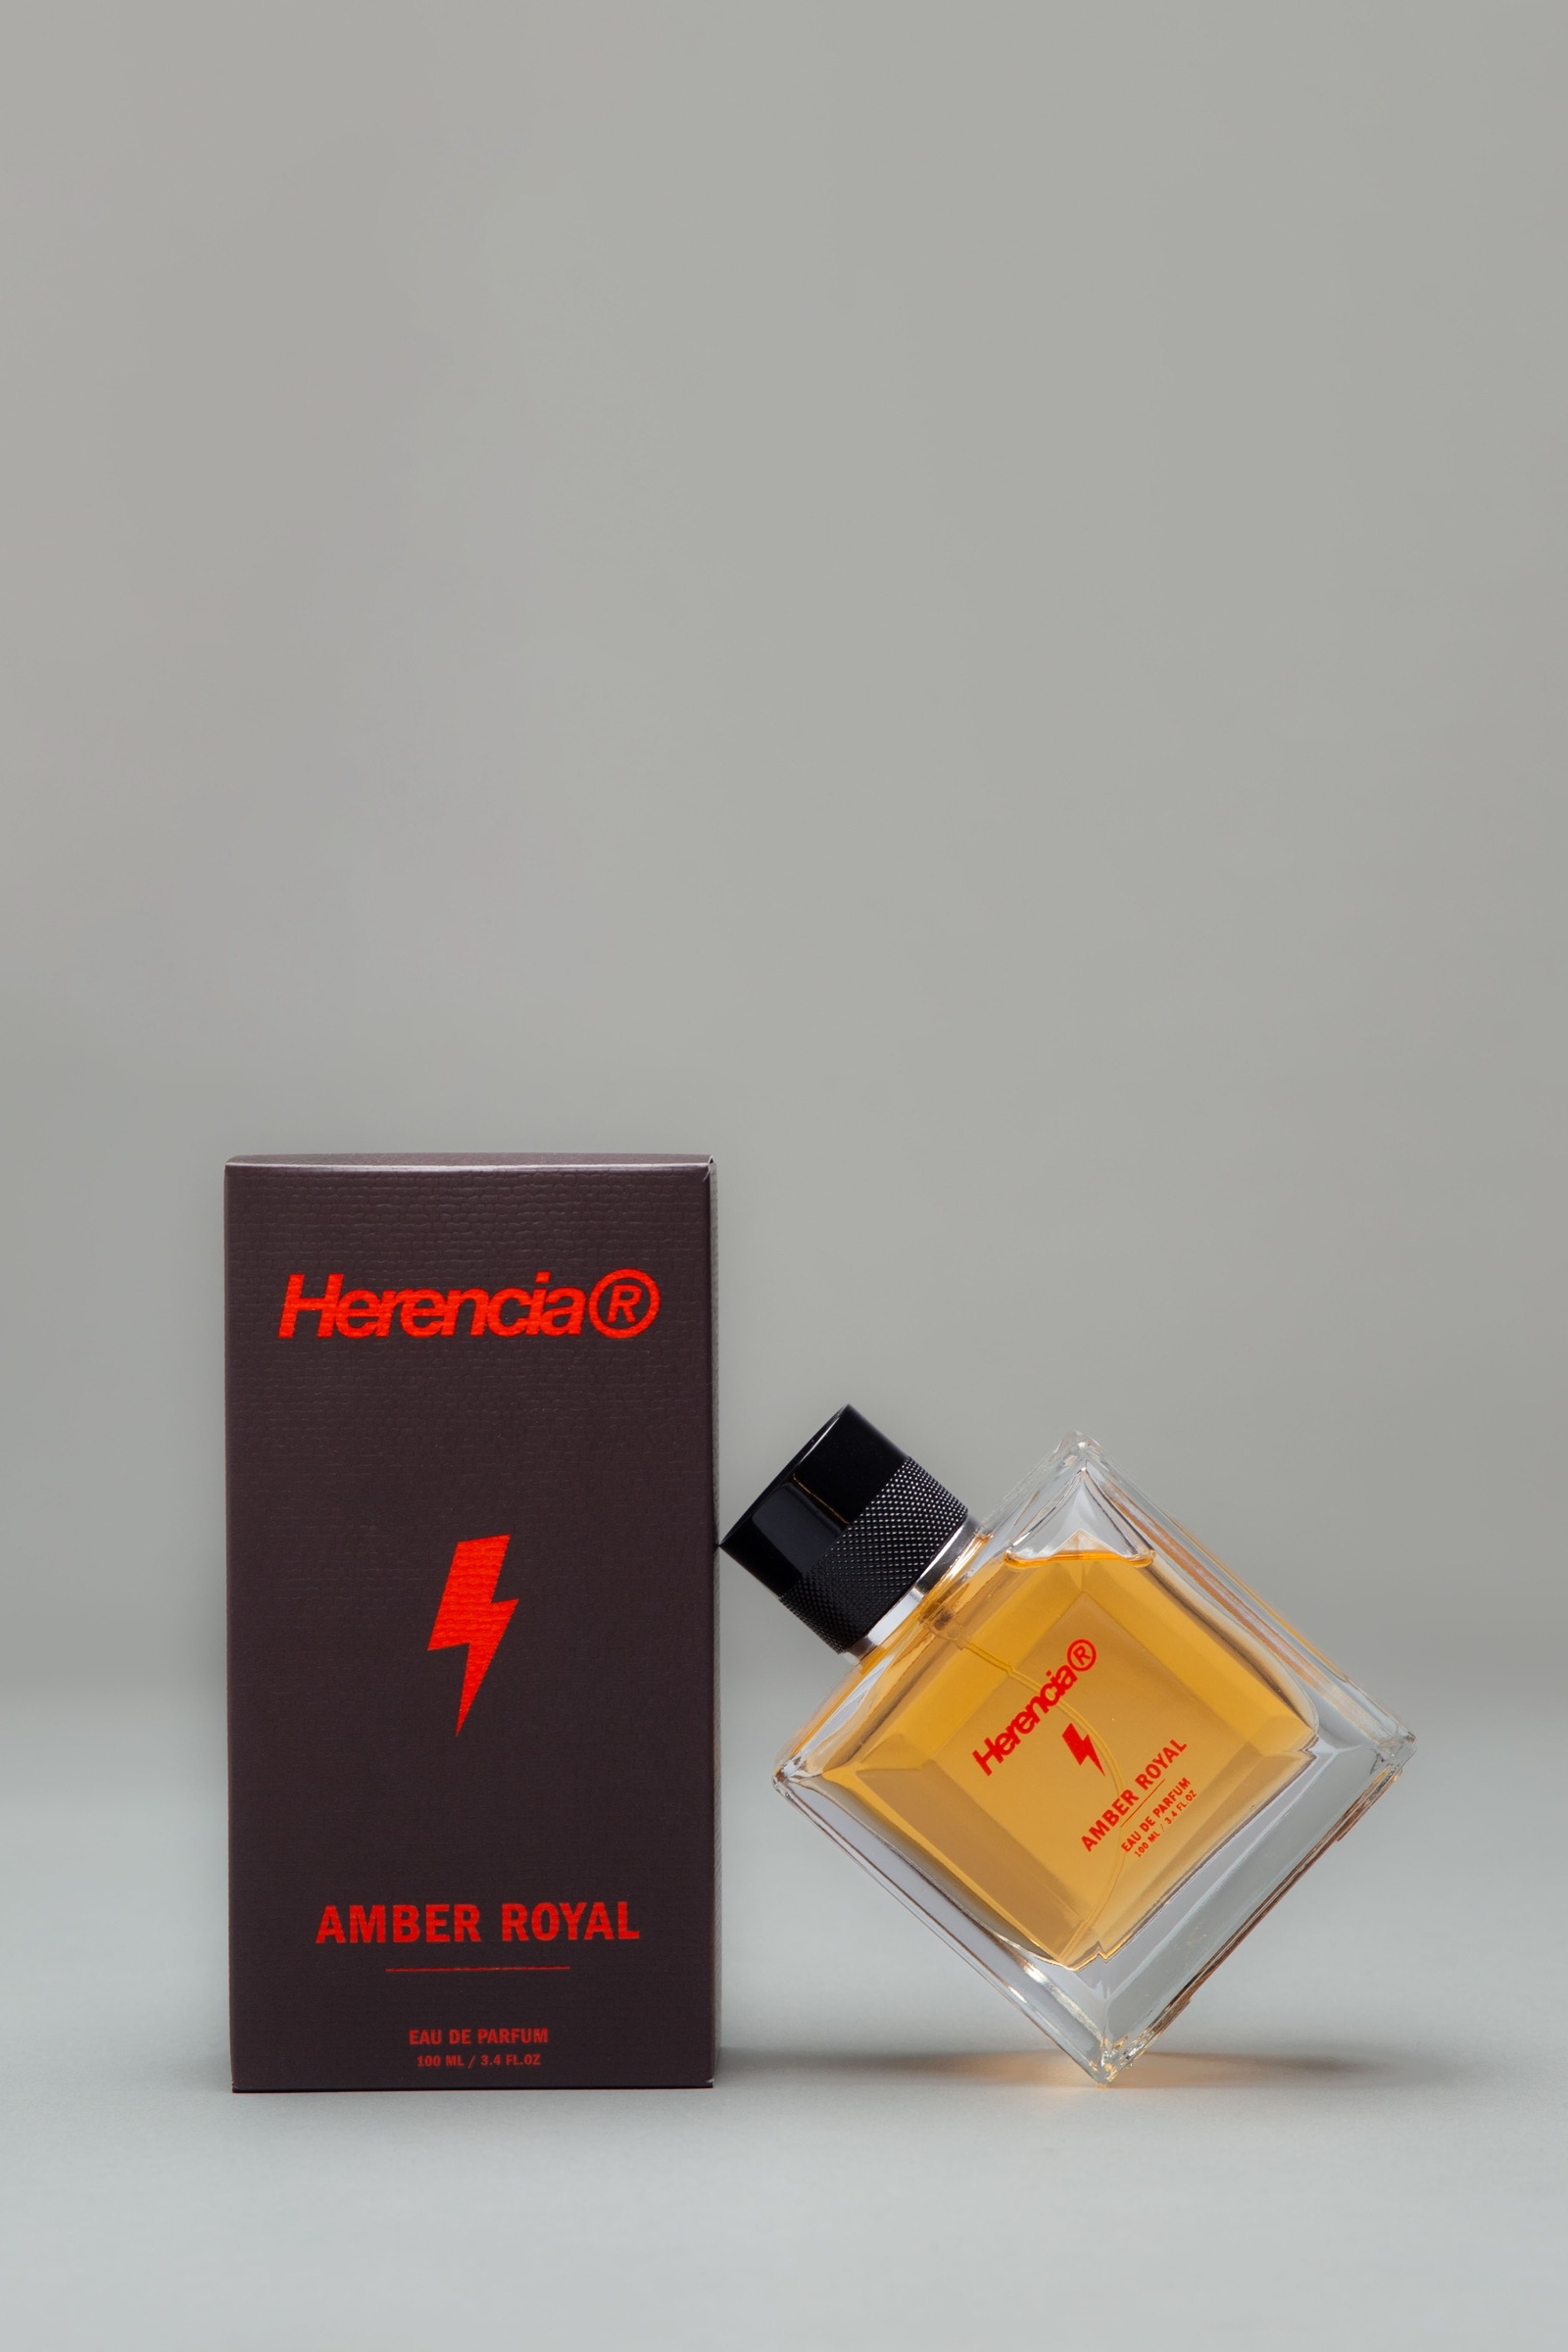 Herencia®
AMBER ROYAL
EAU DE PARFUM
100 ML / 3.4 FL.OZ
Herencia®
AMBER ROYAL
EAU DE PARFUM
100 ML / 3.4 FL.OZ